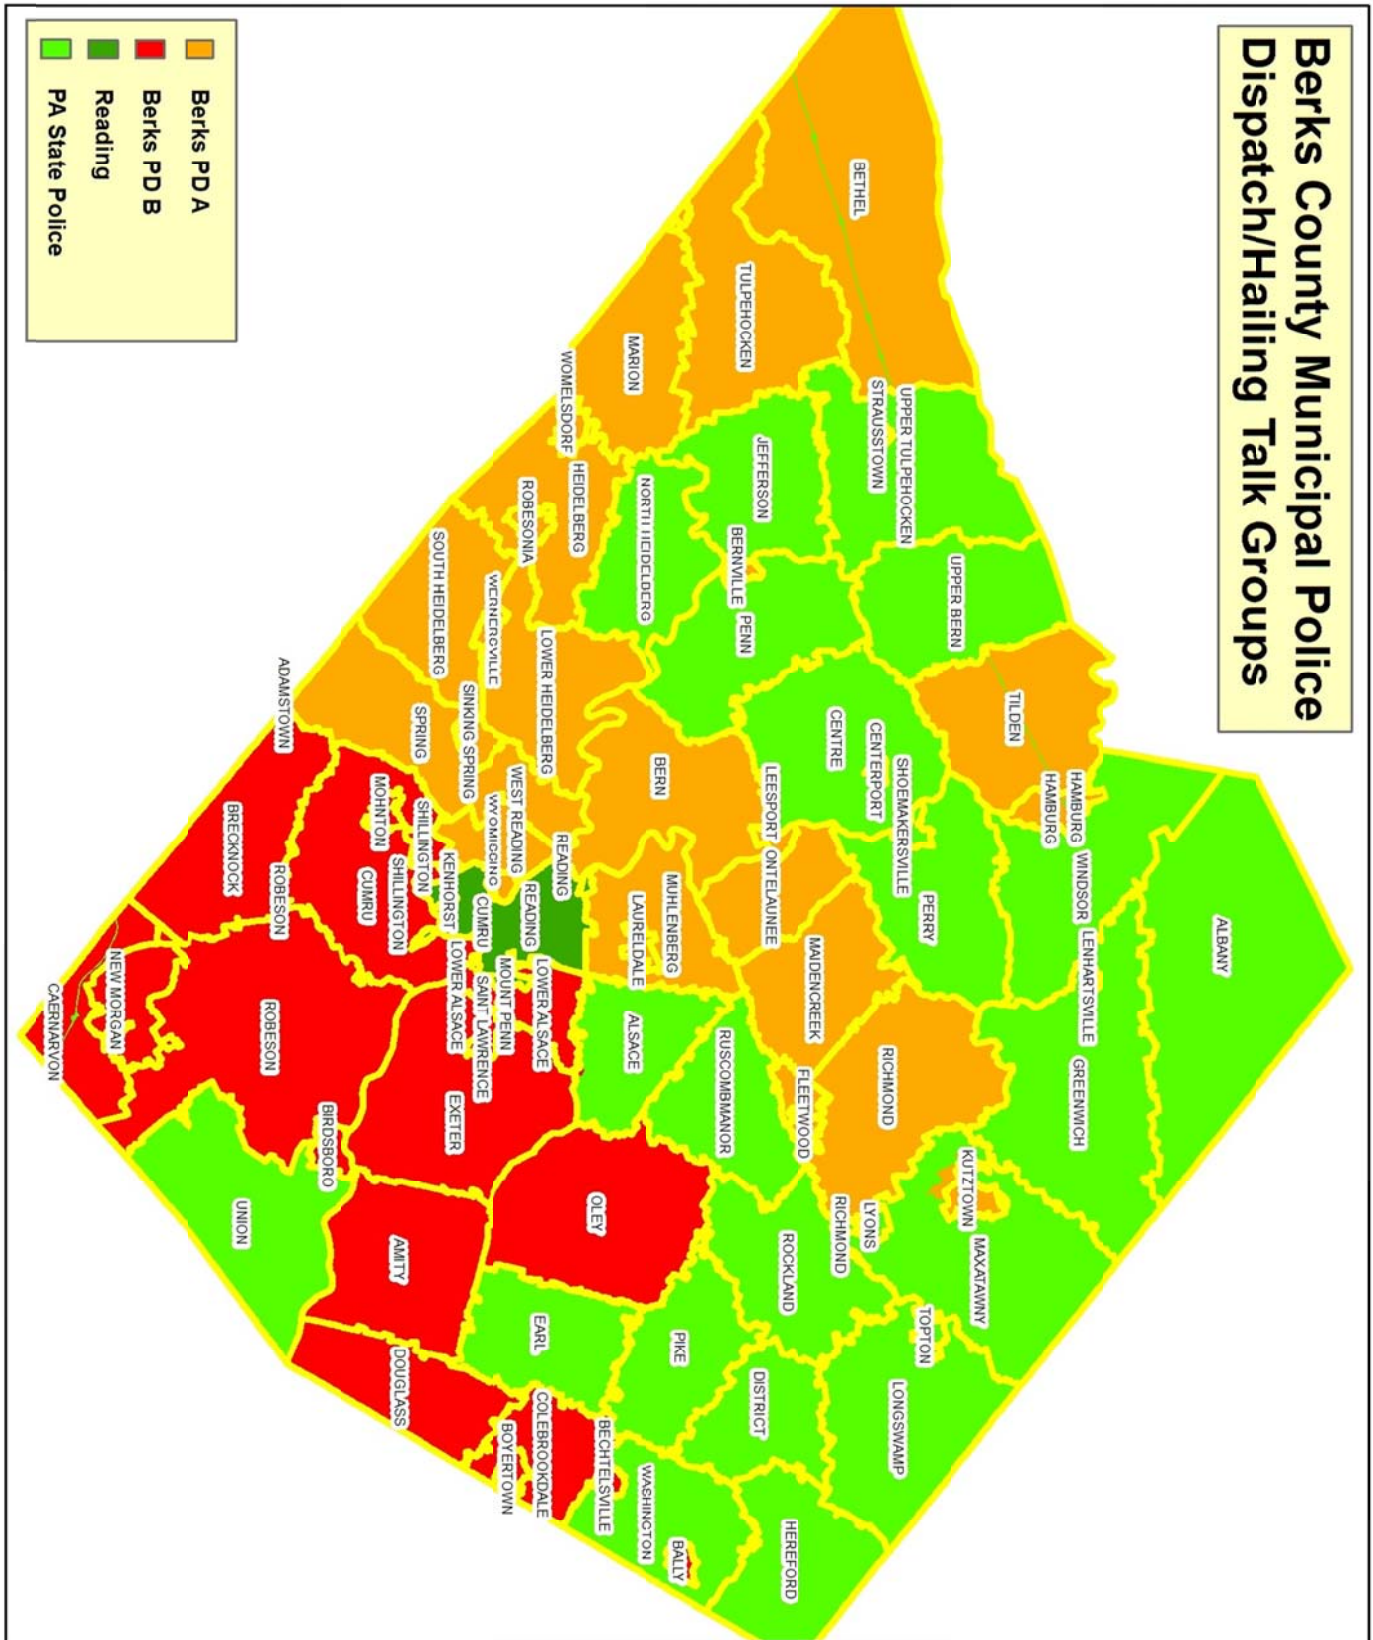 Berks County Municipal Police
Dispatch/Hailing Talk Groups
ALBANY
HAMBURG
HAMBURG
WINDSOR
LENHARTSVILLE
GREENWICH
TILDEN
UPPER BERN
UPPER TULPEHOCKEN
STRAUSSTOWN
BETHEL
TULPEHOCKEN
MARION
WOMELSDORF
HEIDELBERG
ROBESONIA
JEFFERSON
BERNVILLE
PENN
NORTH HEIDELBERG
CENTRE
CENTERPORT
SHOEMAKERSVILLE
PERRY
LEESPORT
ONTELAUNEE
BERN
MUHLENBERG
LAURELDALE
MAIDENCREEK
RICHMOND
FLEETWOOD
KUTZTOWN
MAXATAWNY
LYONS
RICHMOND
TOPTON
LONGSWAMP
ROCKLAND
DISTRICT
PIKE
HEREFORD
WASHINGTON
BALLY
BECHTELSVILLE
COLEBROOKDALE
BOYERTOWN
DOUGLASS
EARL
OLEY
AMITY
RUSCOMBMANOR
ALSACE
LOWER ALSACE
MOUNT PENN
SAINT LAWRENCE
LOWER ALSACE
EXETER
BIRDSBORO
UNION
ROBESON
ROBESON
NEW MORGAN
CAERNARVON
BRECKNOCK
ADAMSTOWN
CUMRU
SHILLINGTON
MOHNTON
SHILLINGTON
KENHORST
CUMRU
READING
READING
WEST READING
WYOMISSING
SINKING SPRING
SPRING
LOWER HEIDELBERG
WERNERSVILLE
SOUTH HEIDELBERG
Berks PD A
Berks PD B
Reading
PA State Police